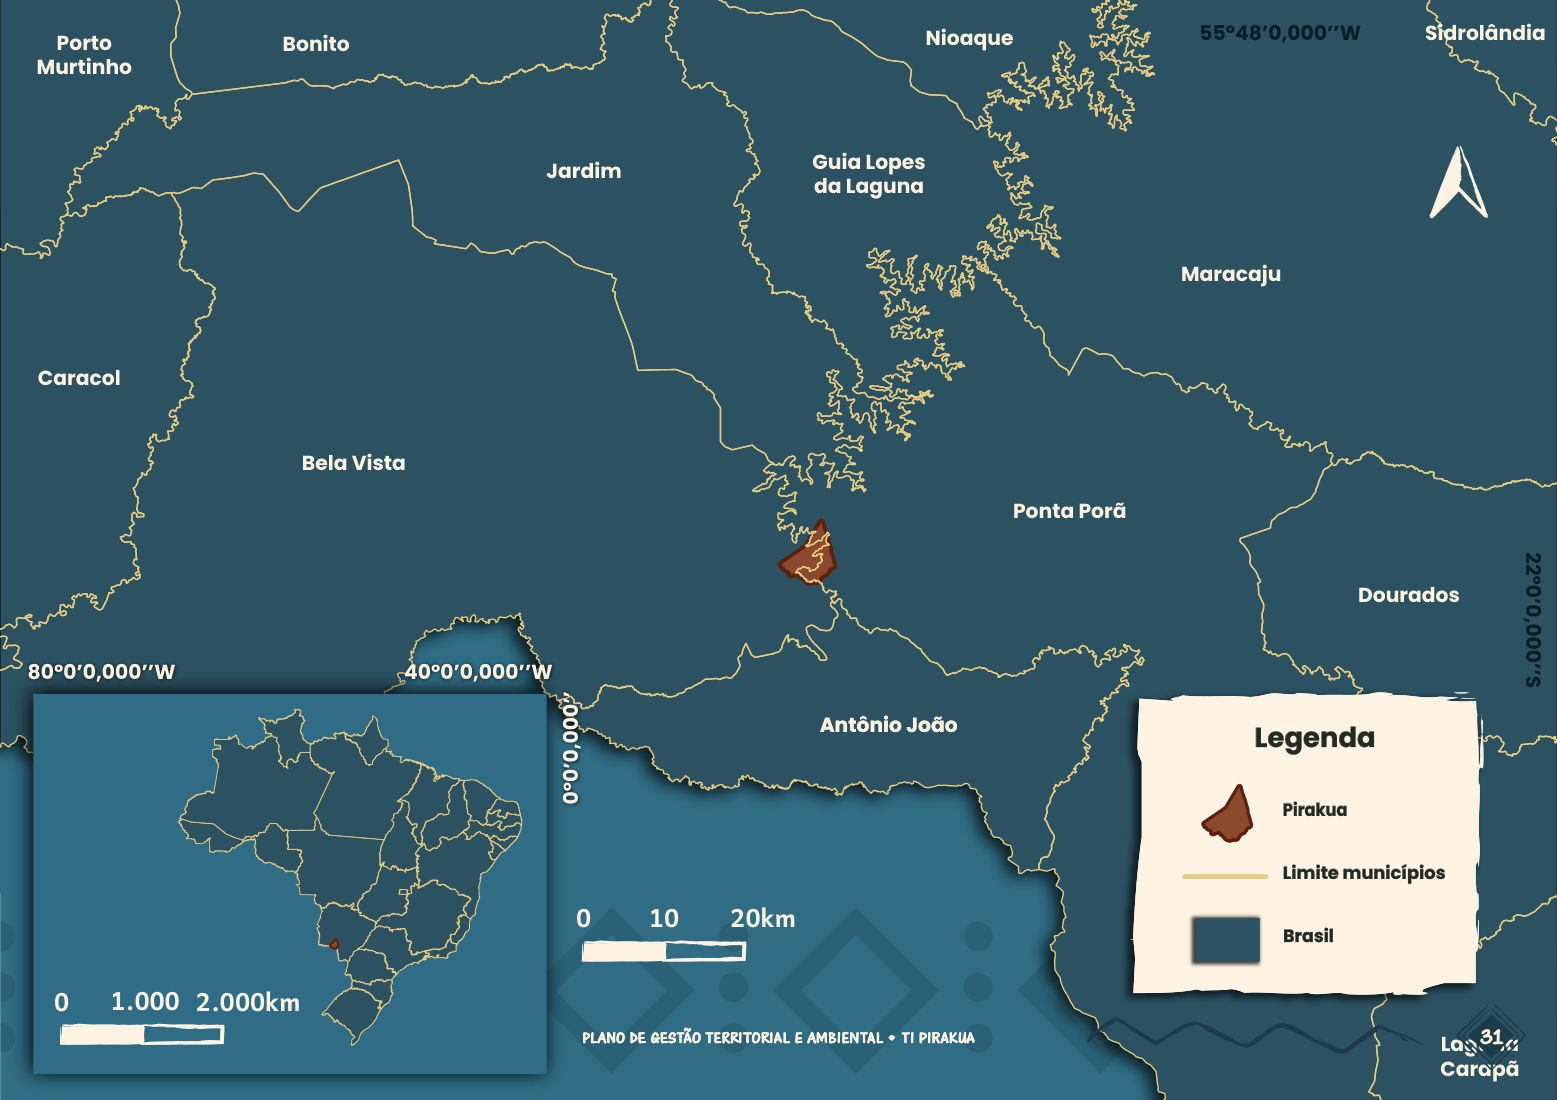 Porto
Murtinho
Bonito
Nioaque
55°48’0,000’’W
Sidrolândia
Jardim
Guia Lopes
da Laguna
Maracaju
Caracol
Bela Vista
Ponta Porã
Dourados
22°0’0,000’’S
80°0’0,000’’W
40°0’0,000’’W
0°0’0,000’’
Antônio João
Legenda
Pirakua
Limite municípios
Brasil
0 10 20km
0 1.000 2.000km
PLANO DE GESTÃO TERRITORIAL E AMBIENTAL • TI PIRAKUA
31
Laguna
Carapã